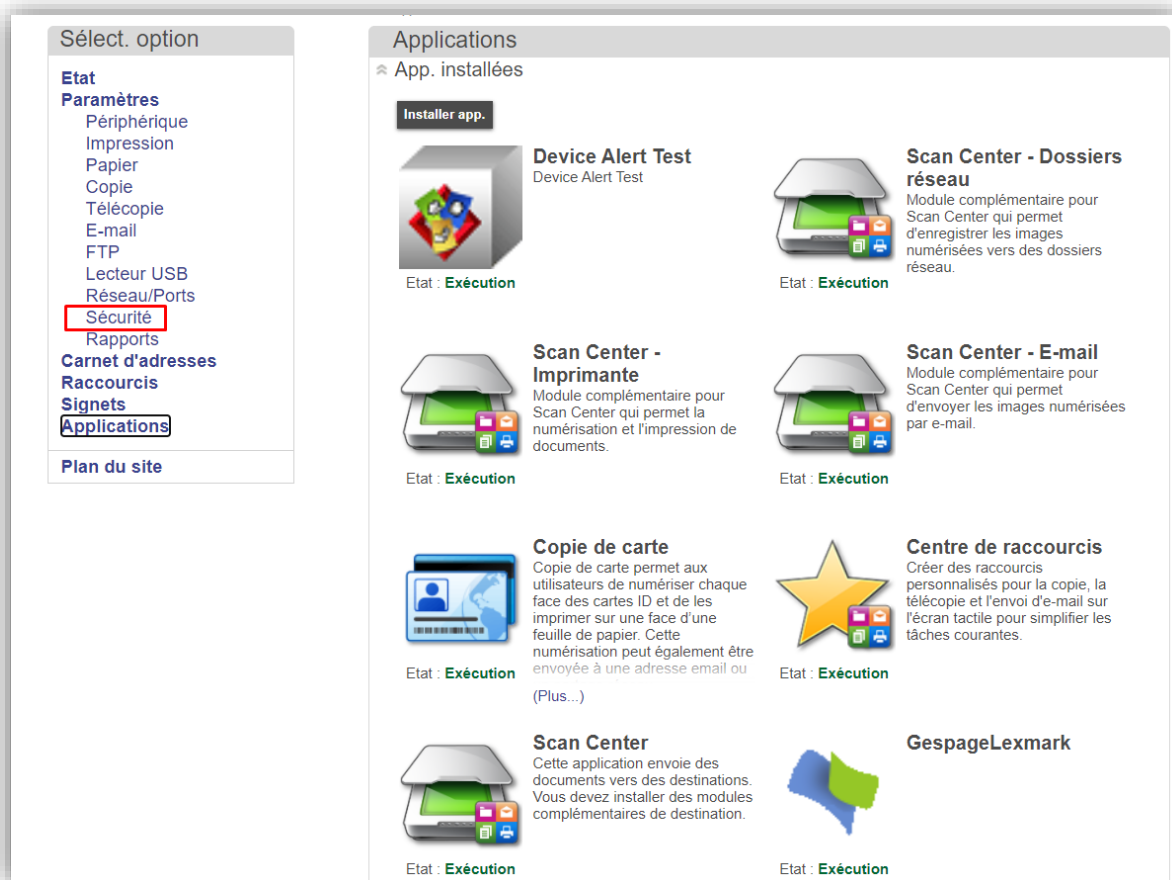 Sélect. option
Etat
Paramètres
Périphérique
Impression
Papier
Copie
Télécopie
E-mail
FTP
Lecteur USB
Réseau/Ports
Sécurité
Rapports
Carnet d'adresses
Raccourcis
Signets
Applications
Plan du site
Applications
App. installées
Installer app.
Device Alert Test
Device Alert Test
Etat : Exécution
Scan Center - Dossiers
réseau
Module complémentaire pour
Scan Center qui permet
d'enregistrer les images
numérisées vers des dossiers
réseau.
Etat : Exécution
Scan Center -
Imprimante
Module complémentaire pour
Scan Center qui permet la
numérisation et l'impression de
documents.
Etat : Exécution
Scan Center - E-mail
Module complémentaire pour
Scan Center qui permet
d'envoyer les images numérisées
par e-mail.
Etat : Exécution
Copie de carte
Copie de carte permet aux
utilisateurs de numériser chaque
face des cartes ID et de les
imprimer sur une face d'une
feuille de papier. Cette
numérisation peut également être
envoyée à une adresse email ou
(Plus...)
Etat : Exécution
Centre de raccourcis
Créer des raccourcis
personnalisés pour la copie, la
télécopie et l'envoi d'e-mail sur
l'écran tactile pour simplifier les
tâches courantes.
Etat : Exécution
Scan Center
Cette application envoie des
documents vers des destinations.
Vous devez installer des modules
complémentaires de destination.
Etat : Exécution
GespageLexmark
Etat : Exécution